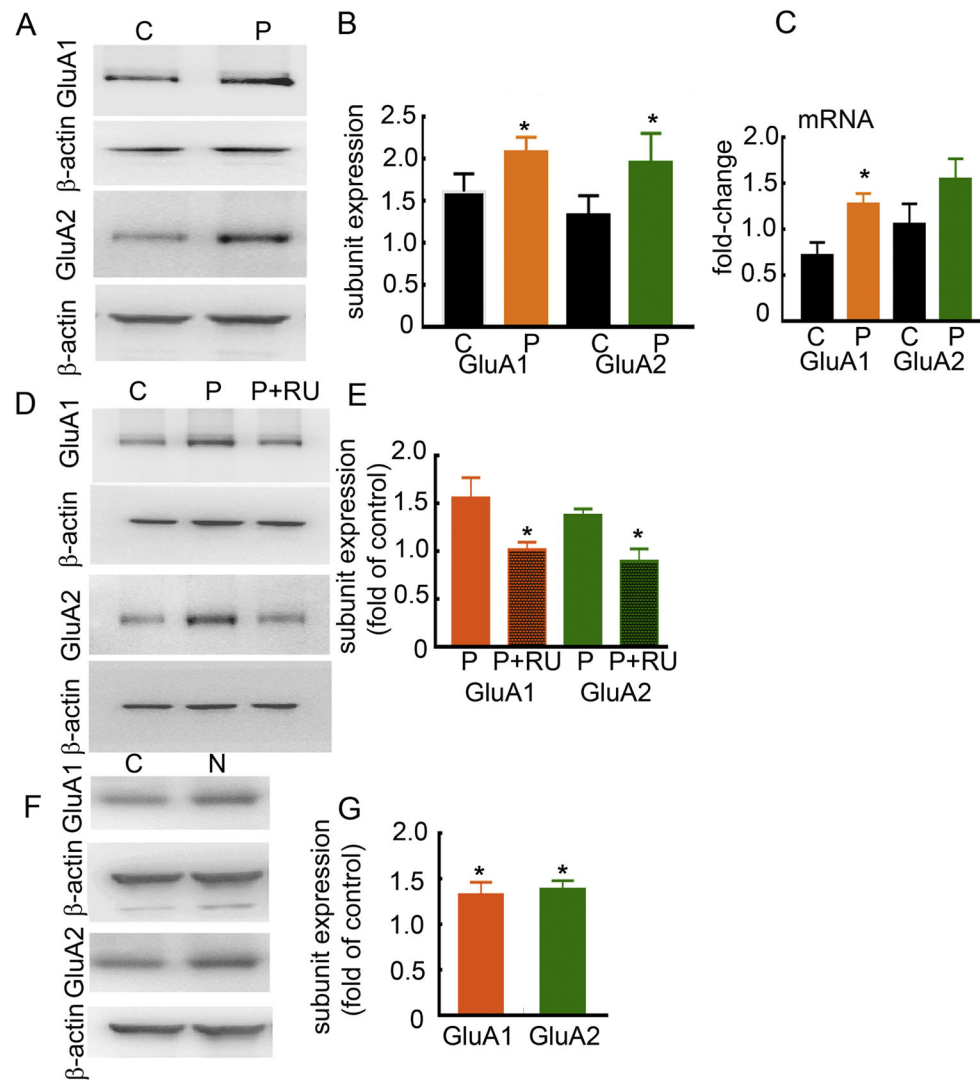 A
C P
GluA1
β-actin
GluA2
β-actin
B
subunit expression
2.5
2.0
1.5
1.0
0.5
0
* *
C P C P
GluA1 GluA2
C
mRNA
fold-change
2.0
1.5
1.0
0.5
0
*
C P C P
GluA1 GluA2
D
C P P+RU
GluA1
β-actin
GluA2
β-actin
E
subunit expression
(fold of control)
2.0
1.5
1.0
0.5
0
* *
P P+RU P P+RU
GluA1 GluA2
F
C N
GluA1
β-actin
GluA2
β-actin
G
subunit expression
(fold of control)
2.0
1.5
1.0
0.5
0
* *
GluA1 GluA2